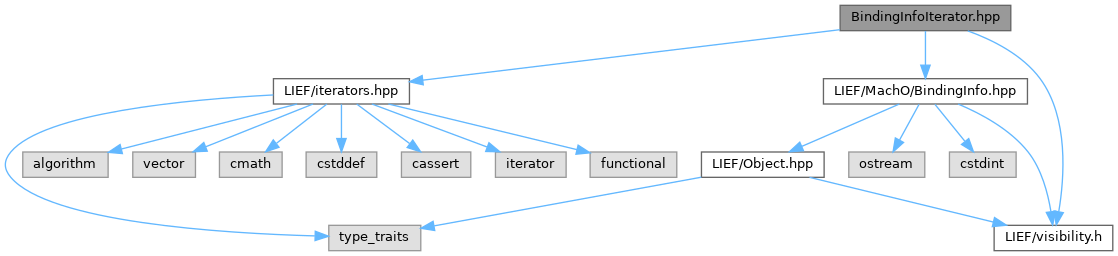 BindingInfoIterator.hpp
LIEF/iterators.hpp
LIEF/MachO/BindingInfo.hpp
algorithm
vector
cmath
cstddef
cassert
iterator
functional
LIEF/Object.hpp
ostream
cstdint
type_traits
LIEF/visibility.h